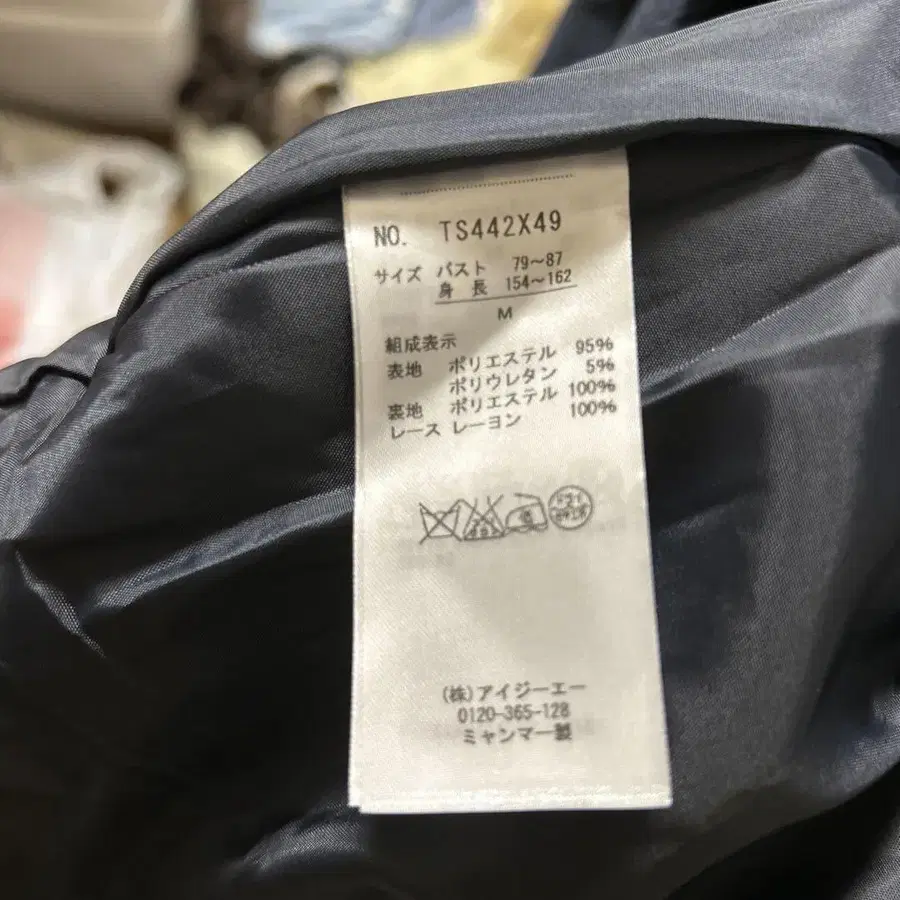 NO. TS442X49
サイズ バスト 79～87
身長 154～162
M
組成表示
表地 ポリエステル 95%
ポリウレタン 5%
裏地 ポリエステル 100%
レース レーヨン 100%
(株)アイジーエー
0120-365-128
ミャンマー製